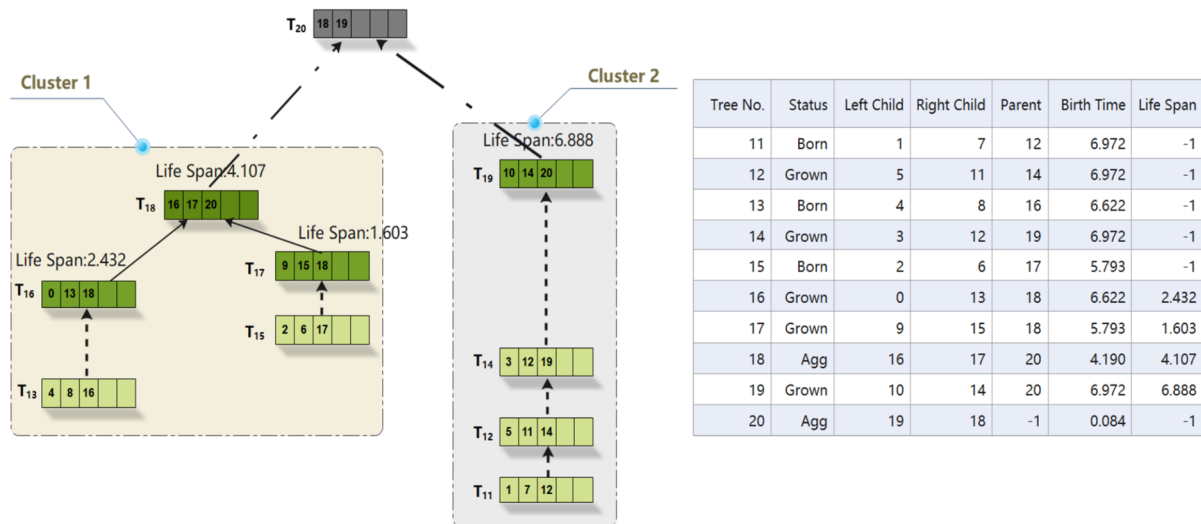 T20 18 19
Cluster 1
Cluster 2
Life Span:6.888
T19 10 14 20
Life Span:4.107
T18 16 17 20
Life Span:1.603
Life Span:2.432
T17 9 15 18
T16 0 13 18
T15 2 6 17
T14 3 12 19
T13 4 8 16
T12 5 11 14
T11 1 7 12
Tree No. Status Left Child Right Child Parent Birth Time Life Span
11 Born 1 7 12 6.972 -1
12 Grown 5 11 14 6.972 -1
13 Born 4 8 16 6.622 -1
14 Grown 3 12 19 6.972 -1
15 Born 2 6 17 5.793 -1
16 Grown 0 13 18 6.622 2.432
17 Grown 9 15 18 5.793 1.603
18 Agg 16 17 20 4.190 4.107
19 Grown 10 14 20 6.972 6.888
20 Agg 19 18 -1 0.084 -1